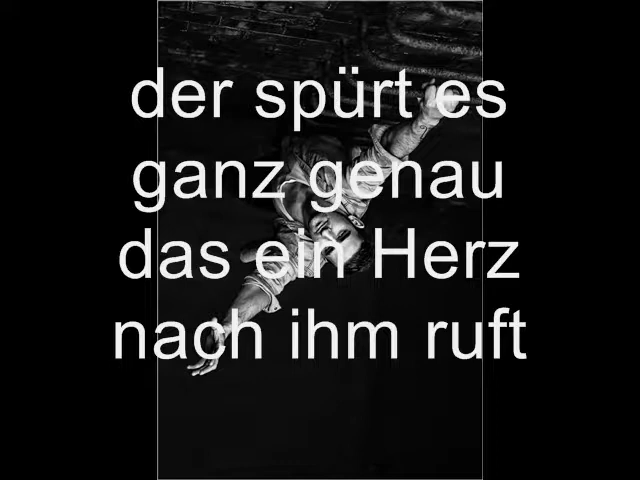 der spürt es
ganz genau
das ein Herz
nach ihm ruft